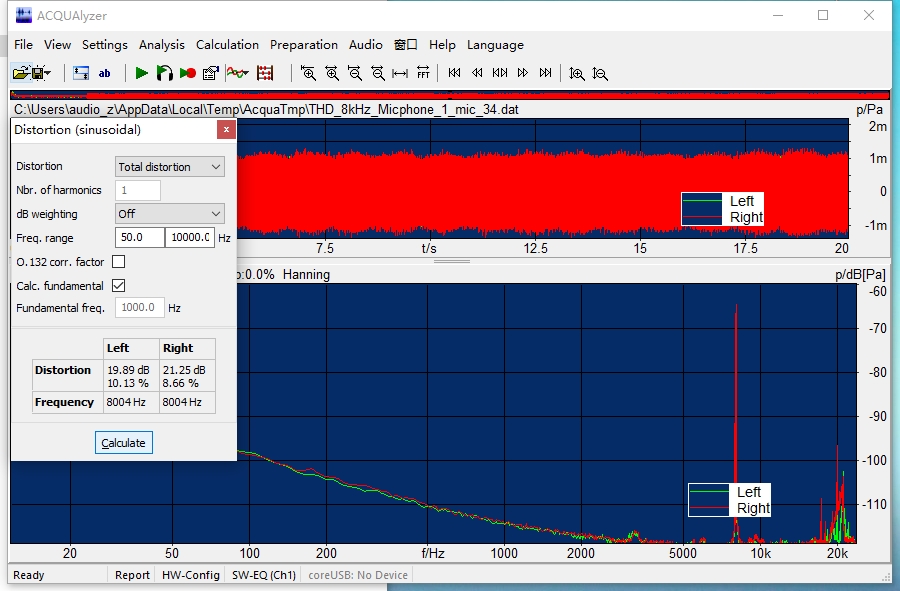 ACQUAlyzer
File View Settings Analysis Calculation Preparation Audio 窗口 Help Language
ab FFT
C:\Users\audio_z\AppData\Local\Temp\AcquaTmp\THD_8kHz_Micphone_1_mic_34.dat p/Pa
Distortion (sinusoidal) x
2m
1m
0
-1m
Distortion Total distortion
Nbr. of harmonics 1
dB weighting Off
Freq. range 50.0 10000.0 Hz
O.132 corr. factor
Calc. fundamental
Fundamental freq. 1000.0 Hz
Left Right
Distortion 19.89 dB 21.25 dB
10.13 % 8.66 %
Frequency 8004 Hz 8004 Hz
Calculate
Left
Right
7.5 t/s 12.5 15 17.5 20
p:0.0% Hanning p/dB[Pa]
-60
-70
-80
-90
-100
-110
Left
Right
20 50 100 200 f/Hz 1000 2000 5000 10k 20k
Ready Report HW-Config SW-EQ (Ch1) coreUSB: No Device